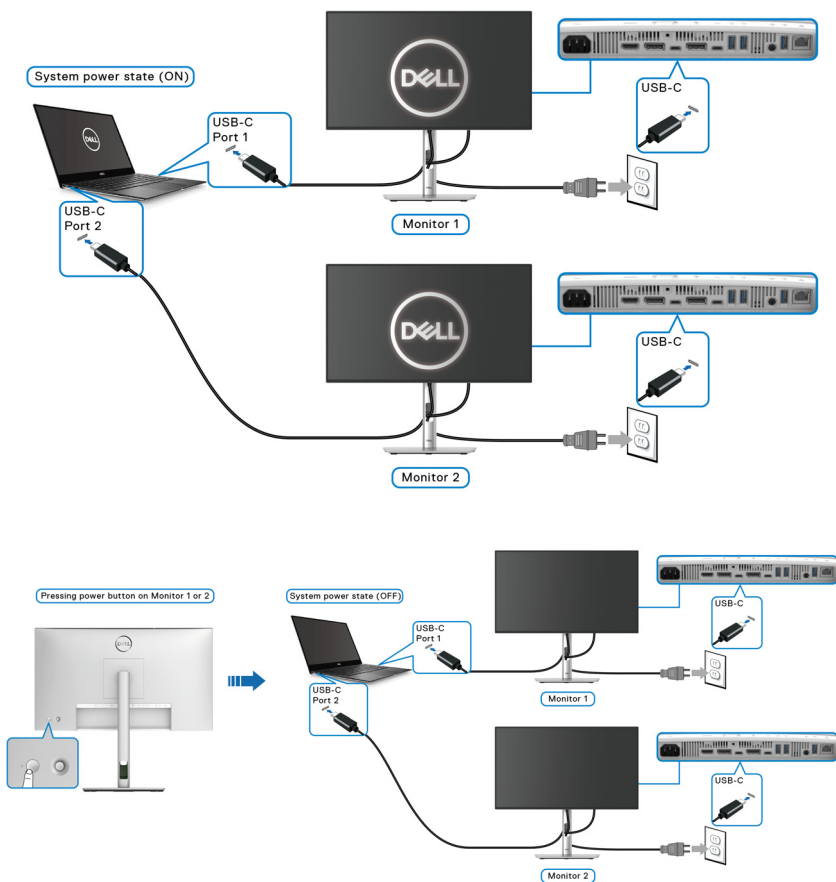 System power state (ON)
DELL
USB-C
Port 1
DELL
USB-C
Monitor 1
USB-C
Port 2
DELL
USB-C
Monitor 2
Pressing power button on Monitor 1 or 2
DELL
System power state (OFF)
USB-C
Port 1
USB-C
Monitor 1
USB-C
Port 2
USB-C
Monitor 2